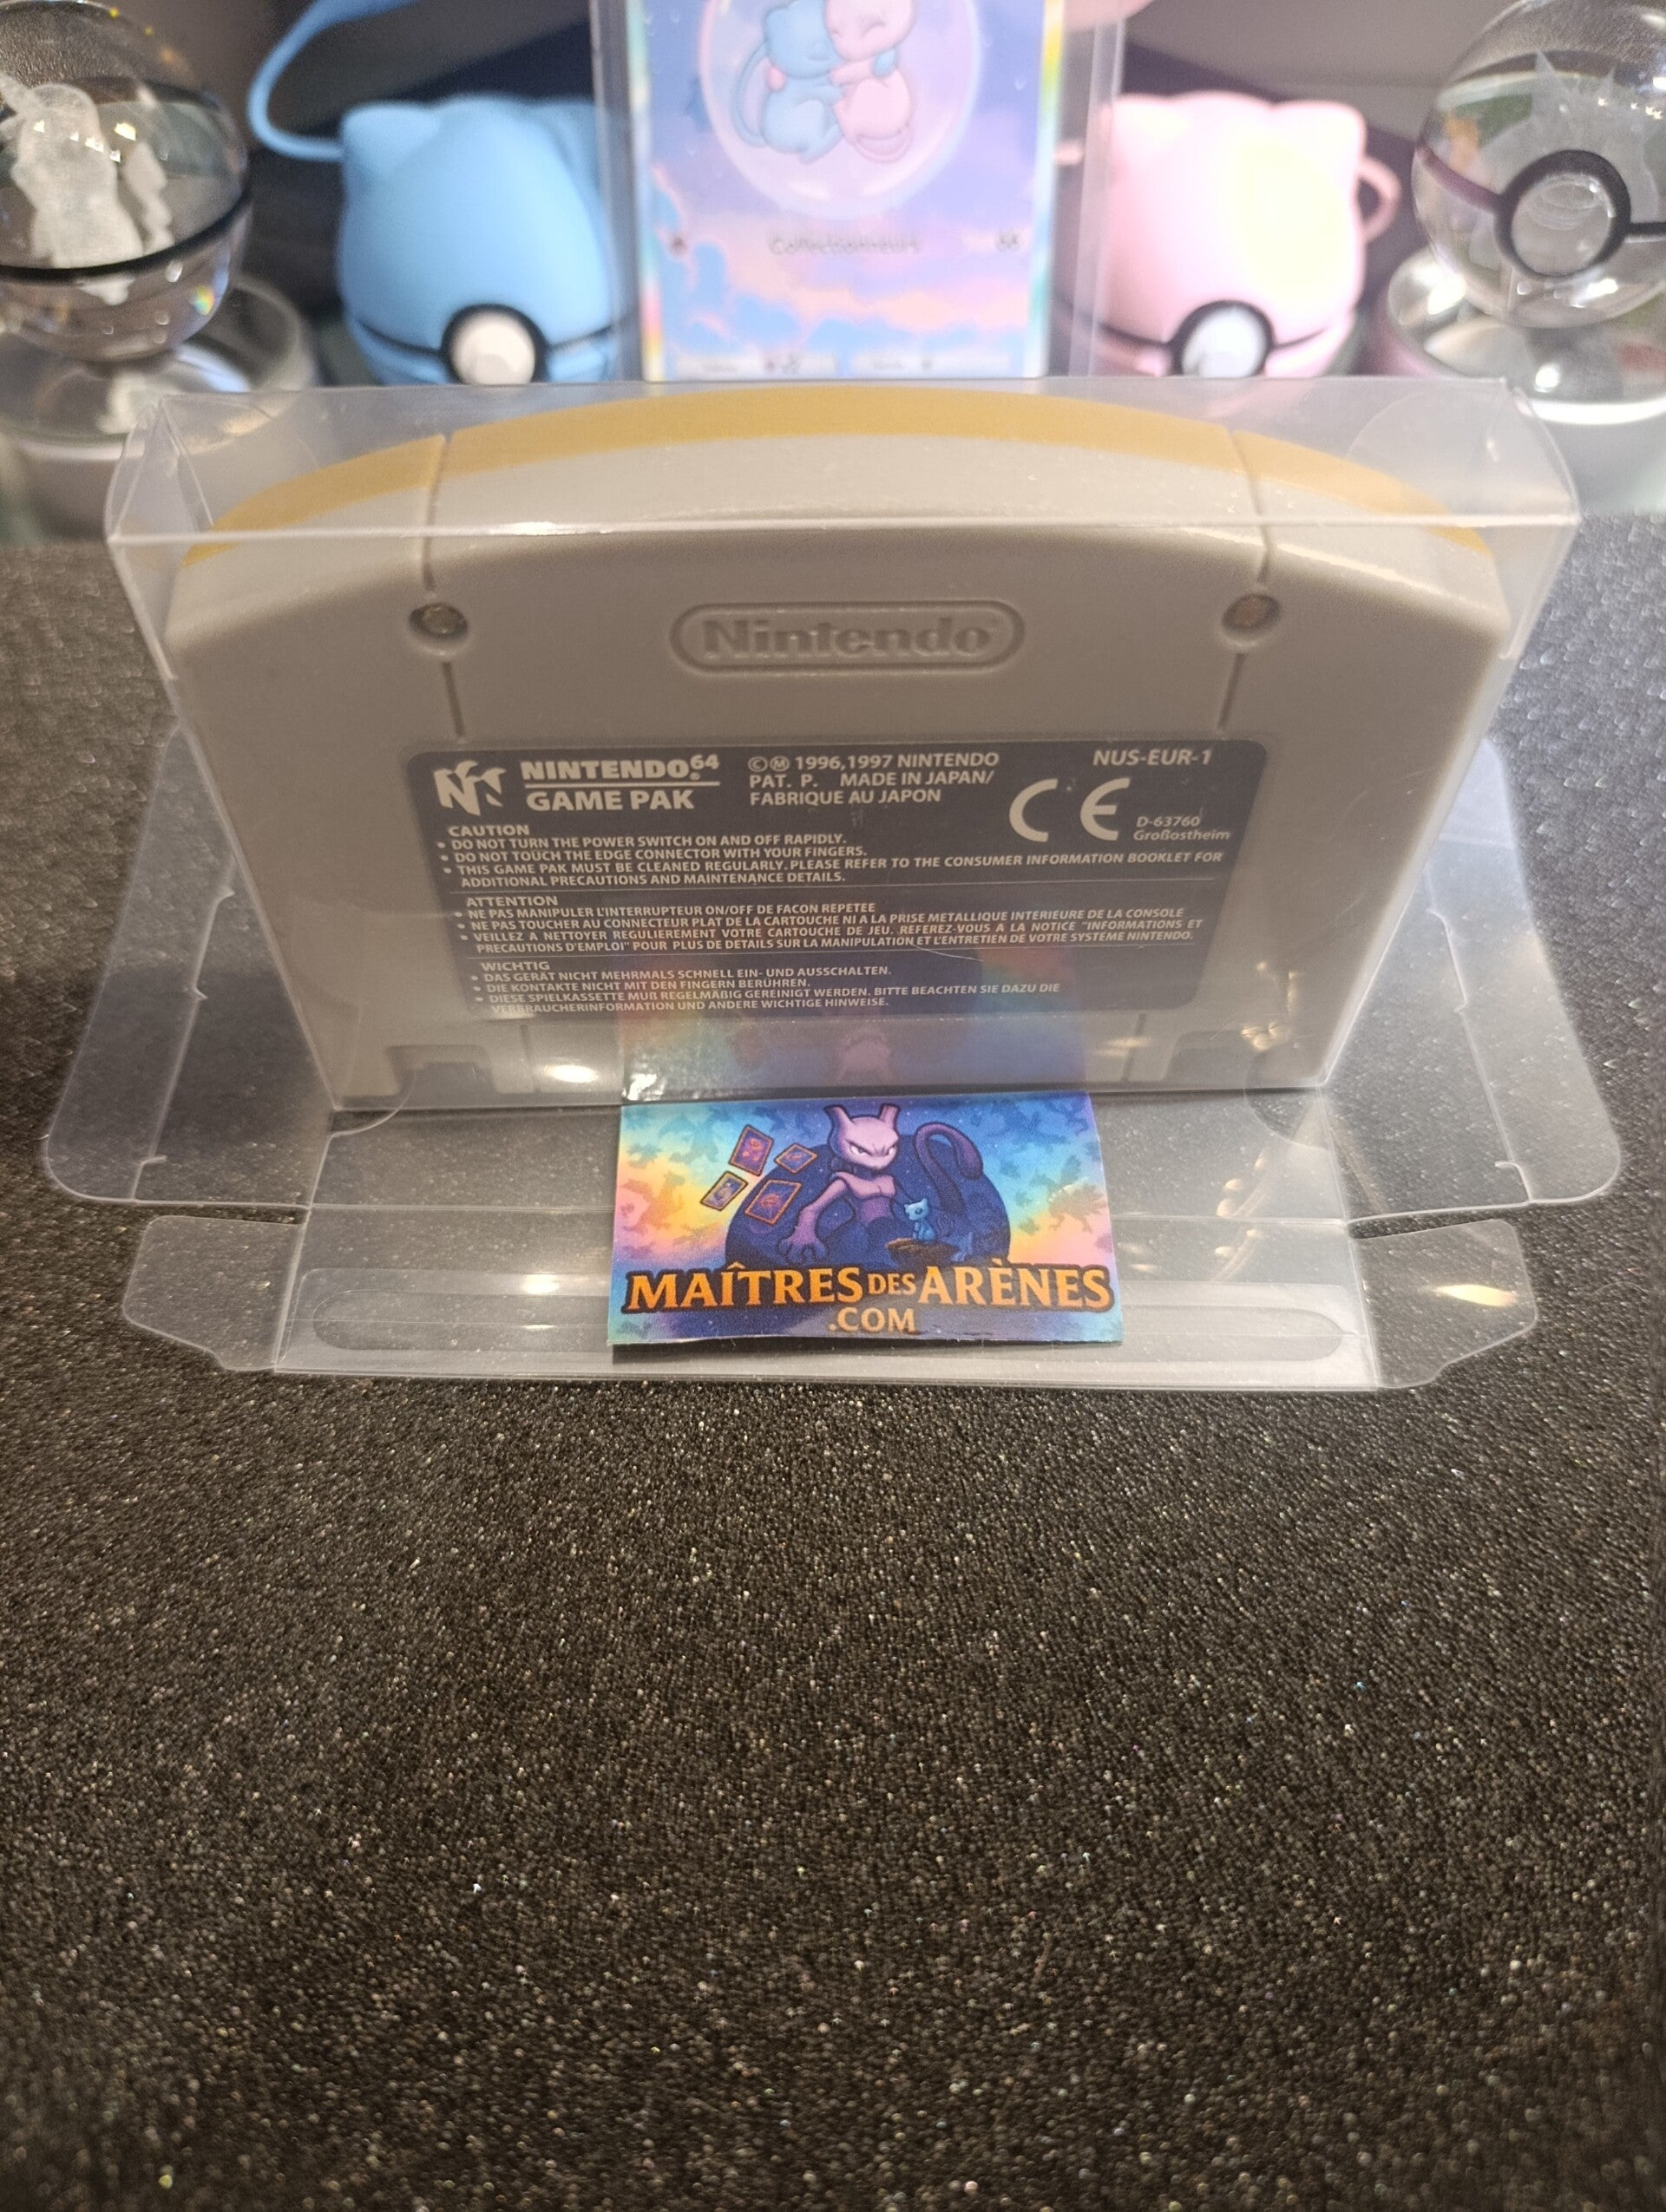 Collectionneurs
Nintendo
NINTENDO64
GAME PAK
©Ⓜ 1996,1997 NINTENDO
PAT. P. MADE IN JAPAN/
FABRIQUE AU JAPON
NUS-EUR-1
CE
D-63760
Großostheim
CAUTION
• DO NOT TURN THE POWER SWITCH ON AND OFF RAPIDLY.
• DO NOT TOUCH THE EDGE CONNECTOR WITH YOUR FINGERS.
• THIS GAME PAK MUST BE CLEANED REGULARLY. PLEASE REFER TO THE CONSUMER INFORMATION BOOKLET FOR
ADDITIONAL PRECAUTIONS AND MAINTENANCE DETAILS.
ATTENTION
• NE PAS MANIPULER L'INTERRUPTEUR ON/OFF DE FACON REPETEE
• NE PAS TOUCHER AU CONNECTEUR PLAT DE LA CARTOUCHE NI A LA PRISE METALLIQUE INTERIEURE DE LA CONSOLE
• VEILLEZ A NETTOYER REGULIEREMENT VOTRE CARTOUCHE DE JEU. REFEREZ-VOUS A LA NOTICE "INFORMATIONS ET
PRECAUTIONS D'EMPLOI" POUR PLUS DE DETAILS SUR LA MANIPULATION ET L'ENTRETIEN DE VOTRE SYSTEME NINTENDO.
WICHTIG
• DAS GERÄT NICHT MEHRMALS SCHNELL EIN- UND AUSSCHALTEN.
• DIE KONTAKTE NICHT MIT DEN FINGERN BERÜHREN.
• DIESE SPIELKASSETTE MUß REGELMÄßIG GEREINIGT WERDEN. BITTE BEACHTEN SIE DAZU DIE
VERBRAUCHERINFORMATION UND ANDERE WICHTIGE HINWEISE.
MAÎTRES DES ARÈNES
.COM